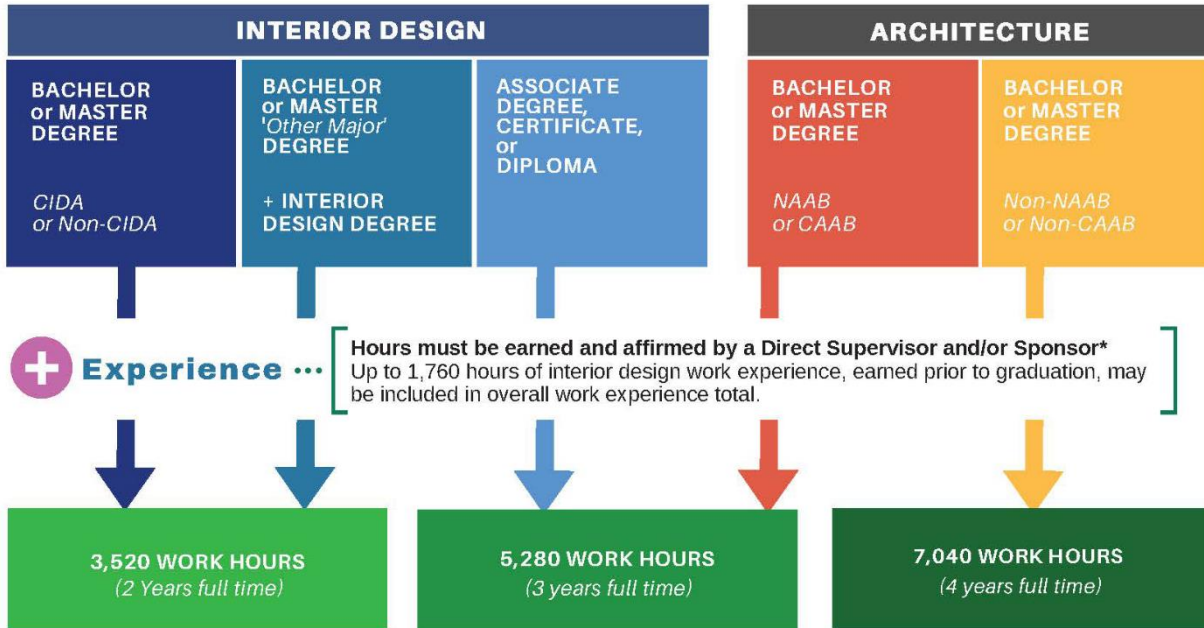 INTERIOR DESIGN
BACHELOR
or MASTER
DEGREE
CIDA
or Non-CIDA
BACHELOR
or MASTER
'Other Major'
DEGREE
+ INTERIOR
DESIGN DEGREE
ASSOCIATE
DEGREE,
CERTIFICATE,
or
DIPLOMA
ARCHITECTURE
BACHELOR
or MASTER
DEGREE
NAAB
or CAAB
BACHELOR
or MASTER
DEGREE
Non-NAAB
or Non-CAAB
+ Experience ...
Hours must be earned and affirmed by a Direct Supervisor and/or Sponsor*
Up to 1,760 hours of interior design work experience, earned prior to graduation, may
be included in overall work experience total.
3,520 WORK HOURS
(2 Years full time)
5,280 WORK HOURS
(3 years full time)
7,040 WORK HOURS
(4 years full time)